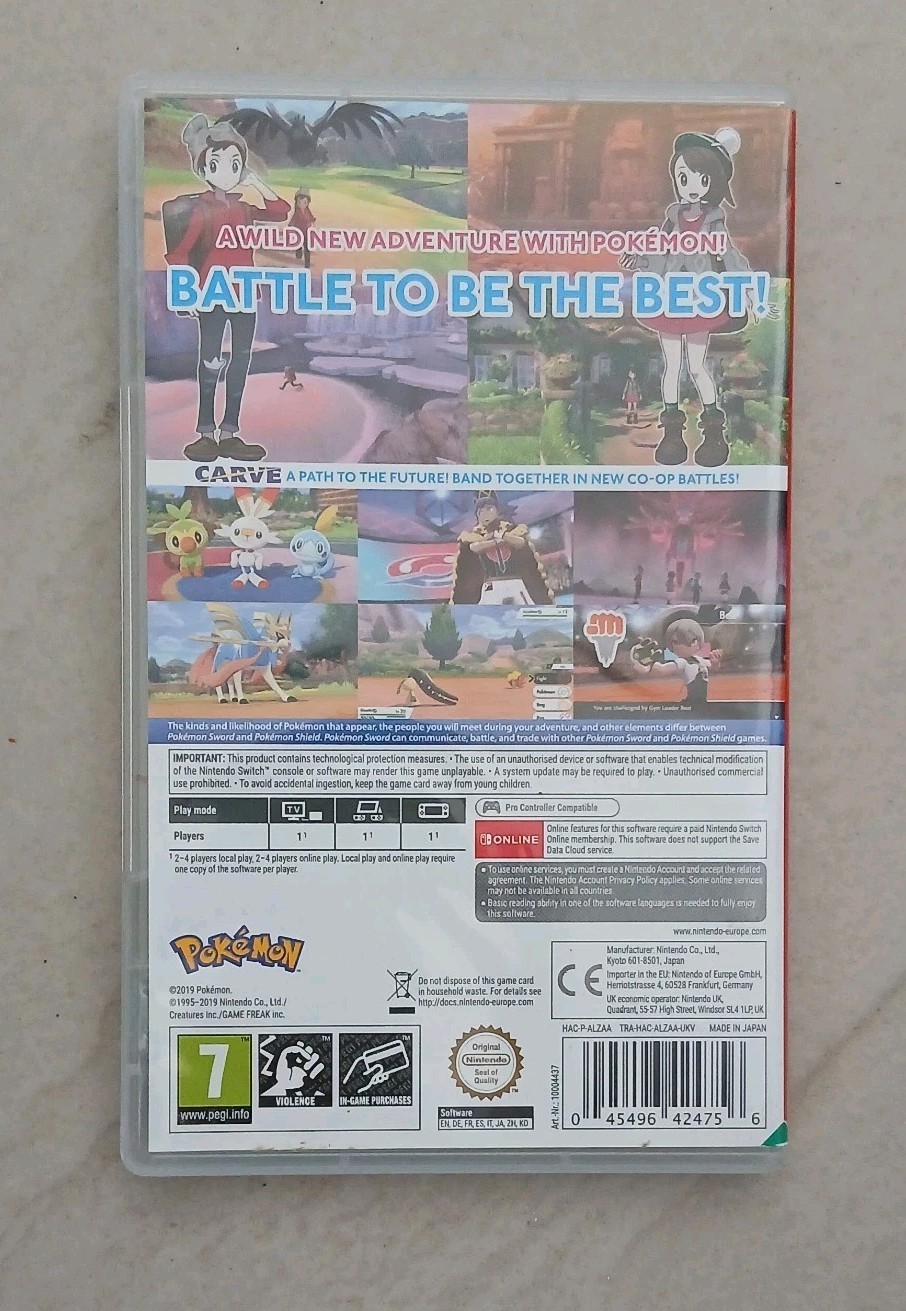 A WILD NEW ADVENTURE WITH POKÉMON!
BATTLE TO BE THE BEST!
CARVE A PATH TO THE FUTURE! BAND TOGETHER IN NEW CO-OP BATTLES!
Fight
Pokémon
Bag
You are challenged by Gym Leader Bea!
The kinds and likelihood of Pokémon that appear, the people you will meet during your adventure, and other elements differ between
Pokémon Sword and Pokémon Shield. Pokémon Sword can communicate, battle, and trade with other Pokémon Sword and Pokémon Shield games.
IMPORTANT: This product contains technological protection measures. • The use of an unauthorised device or software that enables technical modification
of the Nintendo Switch™ console or software may render this game unplayable. • A system update may be required to play. • Unauthorised commercial
use prohibited. • To avoid accidental ingestion, keep the game card away from young children.
Play mode TV
Players 1¹ 1¹ 1¹
¹ 2-4 players local play, 2-4 players online play. Local play and online play require
one copy of the software per player.
Pro Controller Compatible
ONLINE
Online features for this software require a paid Nintendo Switch
Online membership. This software does not support the Save
Data Cloud service.
• To use online services, you must create a Nintendo Account and accept the related
agreement. The Nintendo Account Privacy Policy applies. Some online services
may not be available in all countries.
• Basic reading ability in one of the software languages is needed to fully enjoy
this software.
www.nintendo-europe.com
POKÉMON
©2019 Pokémon.
©1995-2019 Nintendo Co., Ltd./
Creatures Inc./GAME FREAK inc.
Do not dispose of this game card
in household waste. For details see
http://docs.nintendo-europe.com
CE
Manufacturer: Nintendo Co., Ltd.,
Kyoto 601-8501, Japan
Importer in the EU: Nintendo of Europe GmbH,
Herriotstrasse 4, 60528 Frankfurt, Germany
UK economic operator: Nintendo UK,
Quadrant, 55-57 High Street, Windsor SL4 1LP, UK
HAC-P-ALZAA TRA-HAC-ALZAA-UKV MADE IN JAPAN
7
www.pegi.info
VIOLENCE
IN-GAME PURCHASES
Original
Nintendo
Seal of
Quality
Software
EN, DE, FR, ES, IT, JA, ZH, KO
Art.-Nr.: 10004437
0 45496 42475 6